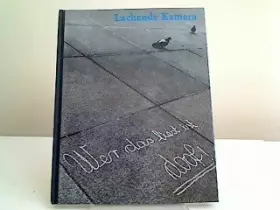 Lachende Kamera
Wer das liest ist
doof!